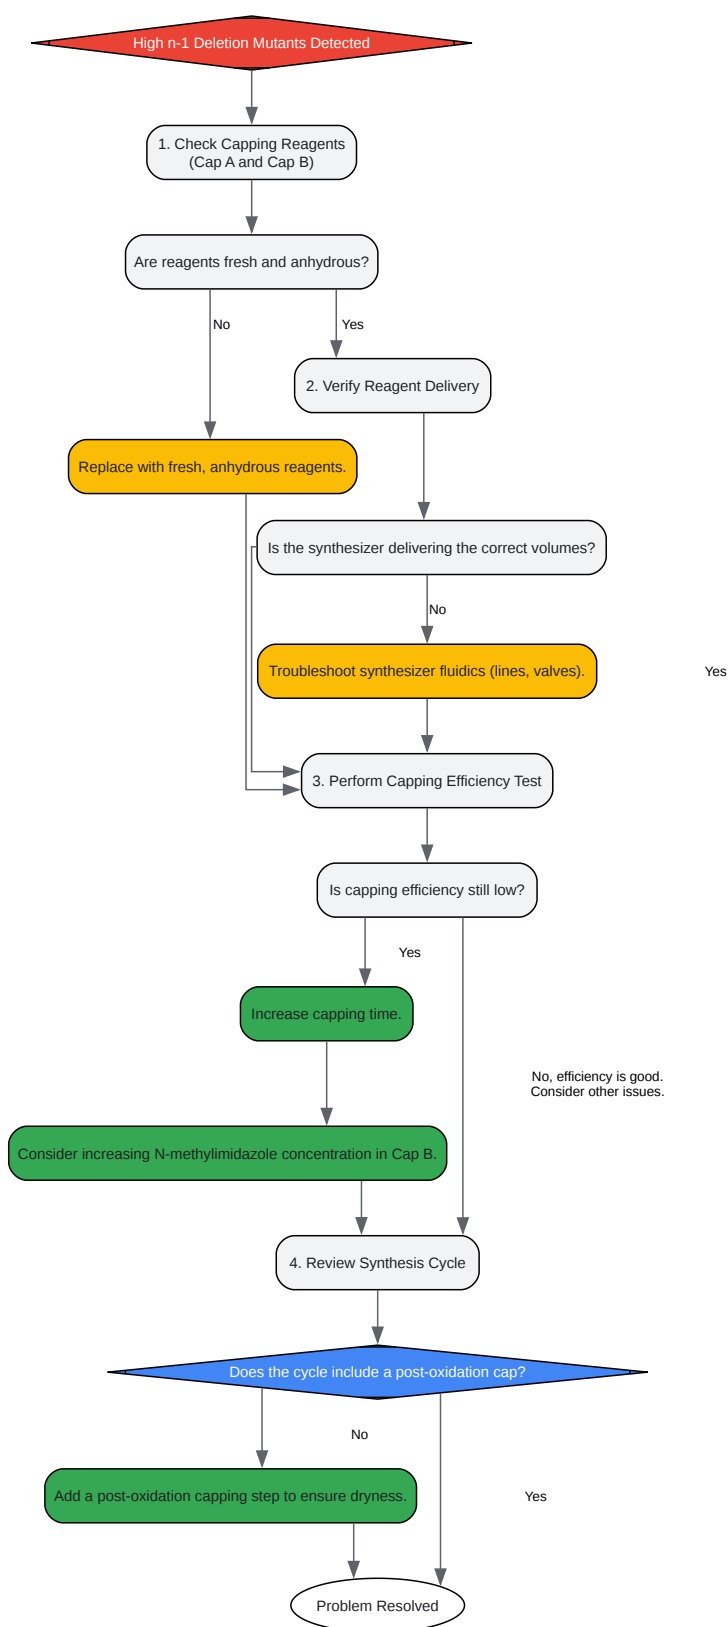 High n-1 Deletion Mutants Detected
1. Check Capping Reagents
(Cap A and Cap B)
Are reagents fresh and anhydrous?
No
Yes
2. Verify Reagent Delivery
Replace with fresh, anhydrous reagents.
Is the synthesizer delivering the correct volumes?
No
Troubleshoot synthesizer fluidics (lines, valves).
Yes
3. Perform Capping Efficiency Test
Is capping efficiency still low?
Yes
Increase capping time.
No, efficiency is good.
Consider other issues.
Consider increasing N-methylimidazole concentration in Cap B.
4. Review Synthesis Cycle
Does the cycle include a post-oxidation cap?
No
Add a post-oxidation capping step to ensure dryness.
Yes
Problem Resolved